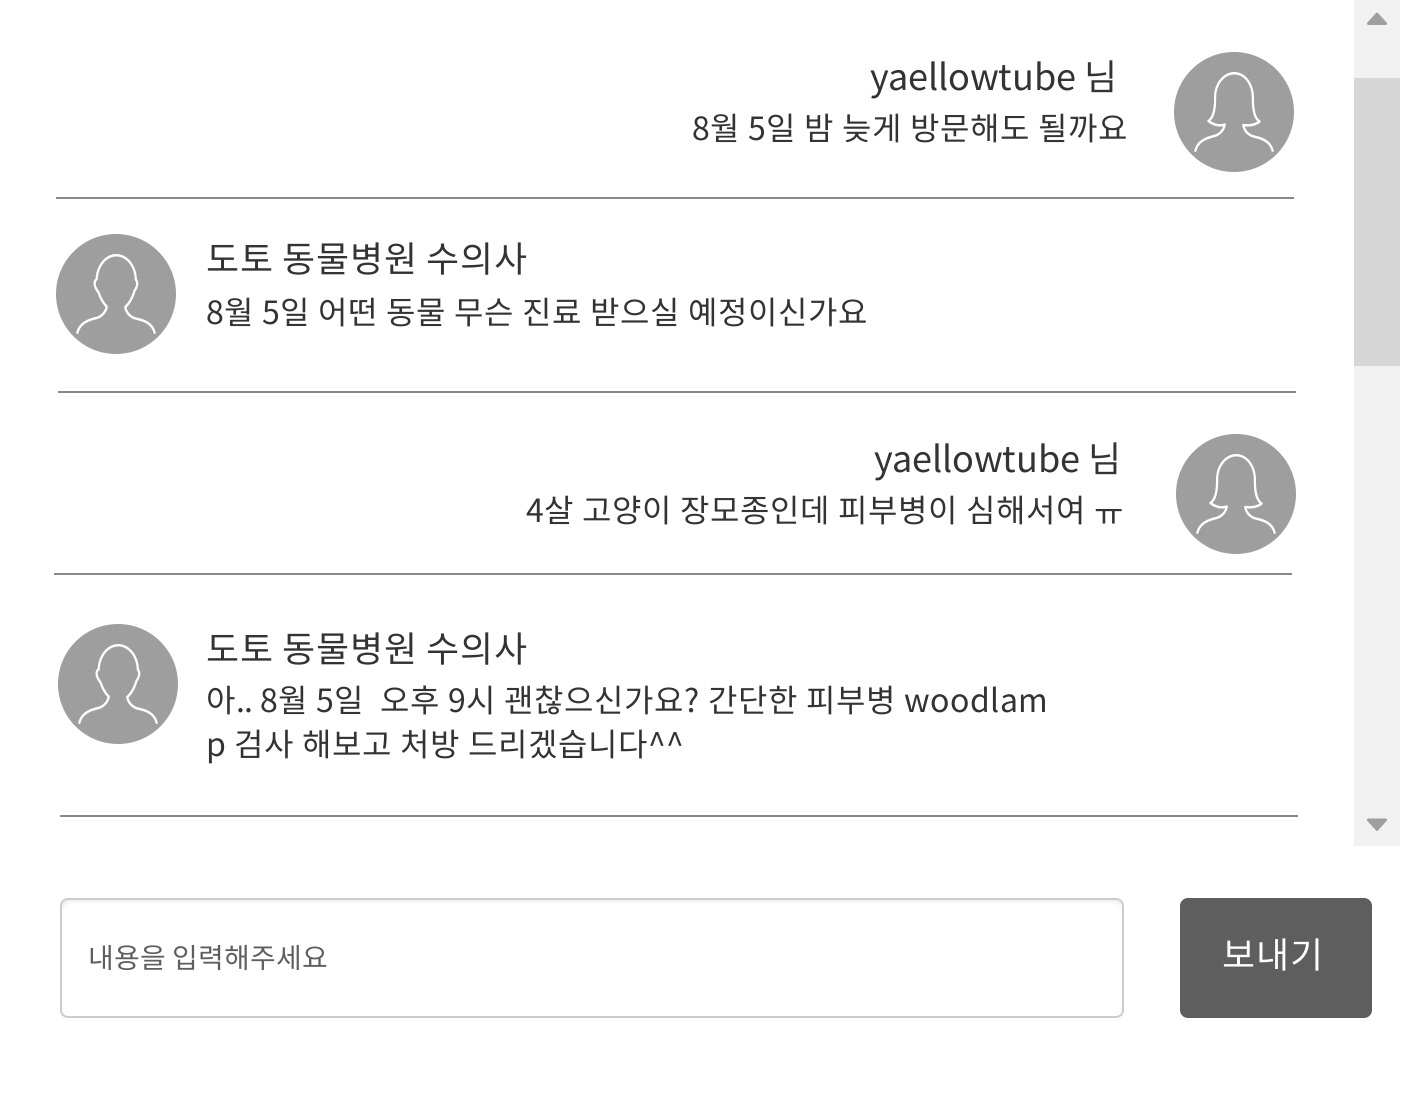 yaellowtube 님
8월 5일 밤 늦게 방문해도 될까요
도토 동물병원 수의사
8월 5일 어떤 동물 무슨 진료 받으실 예정이신가요
yaellowtube 님
4살 고양이 장모종인데 피부병이 심해서여 ㅠ
도토 동물병원 수의사
아.. 8월 5일  오후 9시 괜찮으신가요? 간단한 피부병 woodlam
p 검사 해보고 처방 드리겠습니다^^
내용을 입력해주세요
보내기